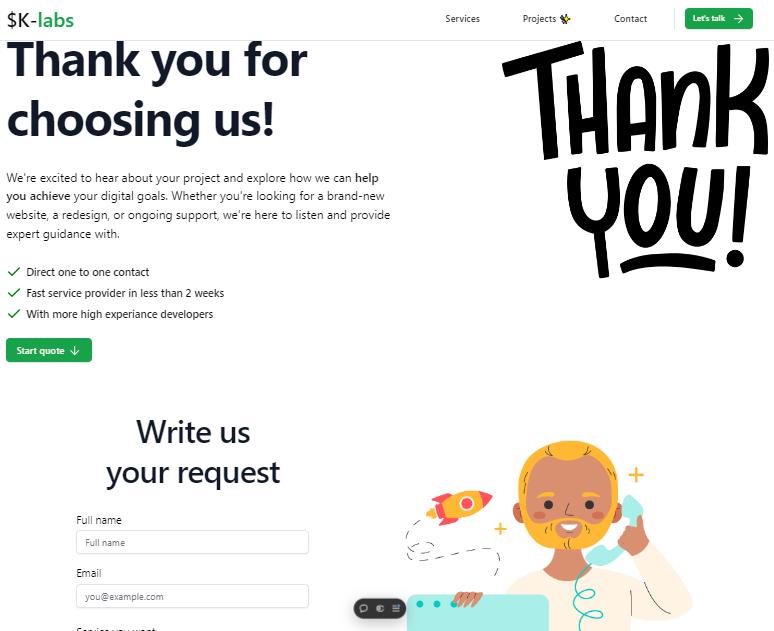 $K-labs
Services
Projects
Contact
Let's talk
Thank you for
choosing us!
THANK
YOU!
We're excited to hear about your project and explore how we can help
you achieve your digital goals. Whether you're looking for a brand-new
website, a redesign, or ongoing support, we're here to listen and provide
expert guidance with.
Direct one to one contact
Fast service provider in less than 2 weeks
With more high experiance developers
Start quote
Write us
your request
Full name
Full name
Email
you@example.com